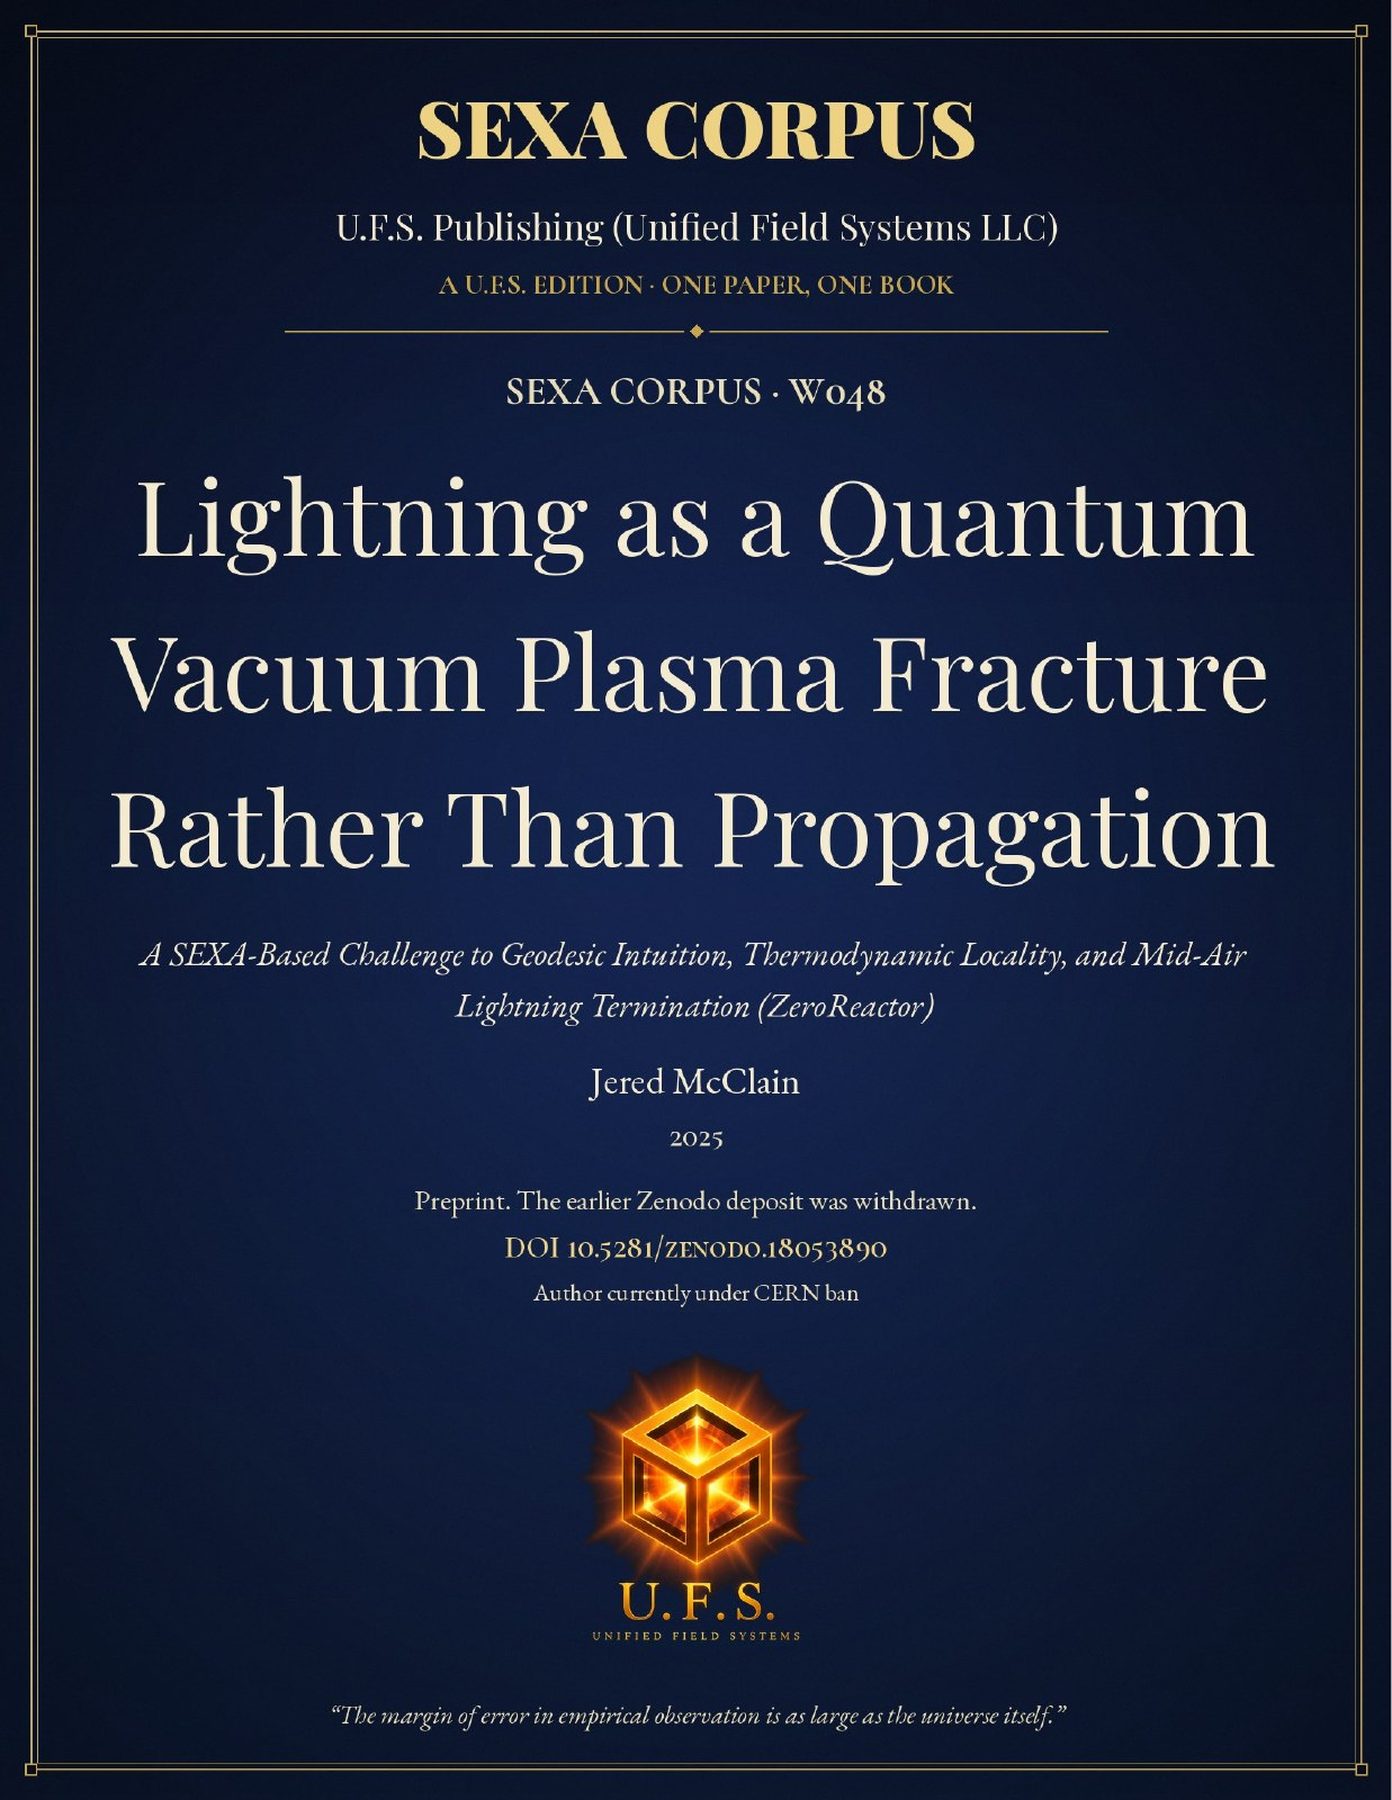 SEXA CORPUS
U.F.S. Publishing (Unified Field Systems LLC)
A U.F.S. EDITION · ONE PAPER, ONE BOOK
SEXA CORPUS · W048
Lightning as a Quantum
Vacuum Plasma Fracture
Rather Than Propagation
A SEXA-Based Challenge to Geodesic Intuition, Thermodynamic Locality, and Mid-Air
Lightning Termination (ZeroReactor)
Jered McClain
2025
Preprint. The earlier Zenodo deposit was withdrawn.
DOI 10.5281/ZENODO.18053890
Author currently under CERN ban
U.F.S.
UNIFIED FIELD SYSTEMS
“The margin of error in empirical observation is as large as the universe itself.”